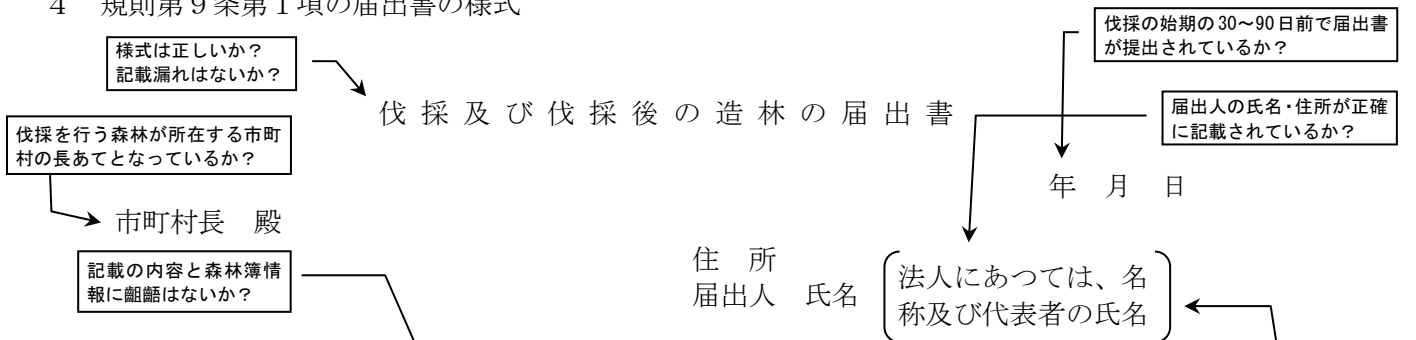 4 規則第9条第1項の届出書の様式
様式は正しいか？
記載漏れはないか？
伐採の始期の30～90日前で届出書
が提出されているか？
伐採及び伐採後の造林の届出書
届出人の氏名・住所が正確
に記載されているか？
伐採を行う森林が所在する市町
村の長あてとなっているか？
年 月 日
市町村長 殿
記載の内容と森林簿情
報に齟齬はないか？
住 所
届出人 氏名
法人にあつては、名
称及び代表者の氏名